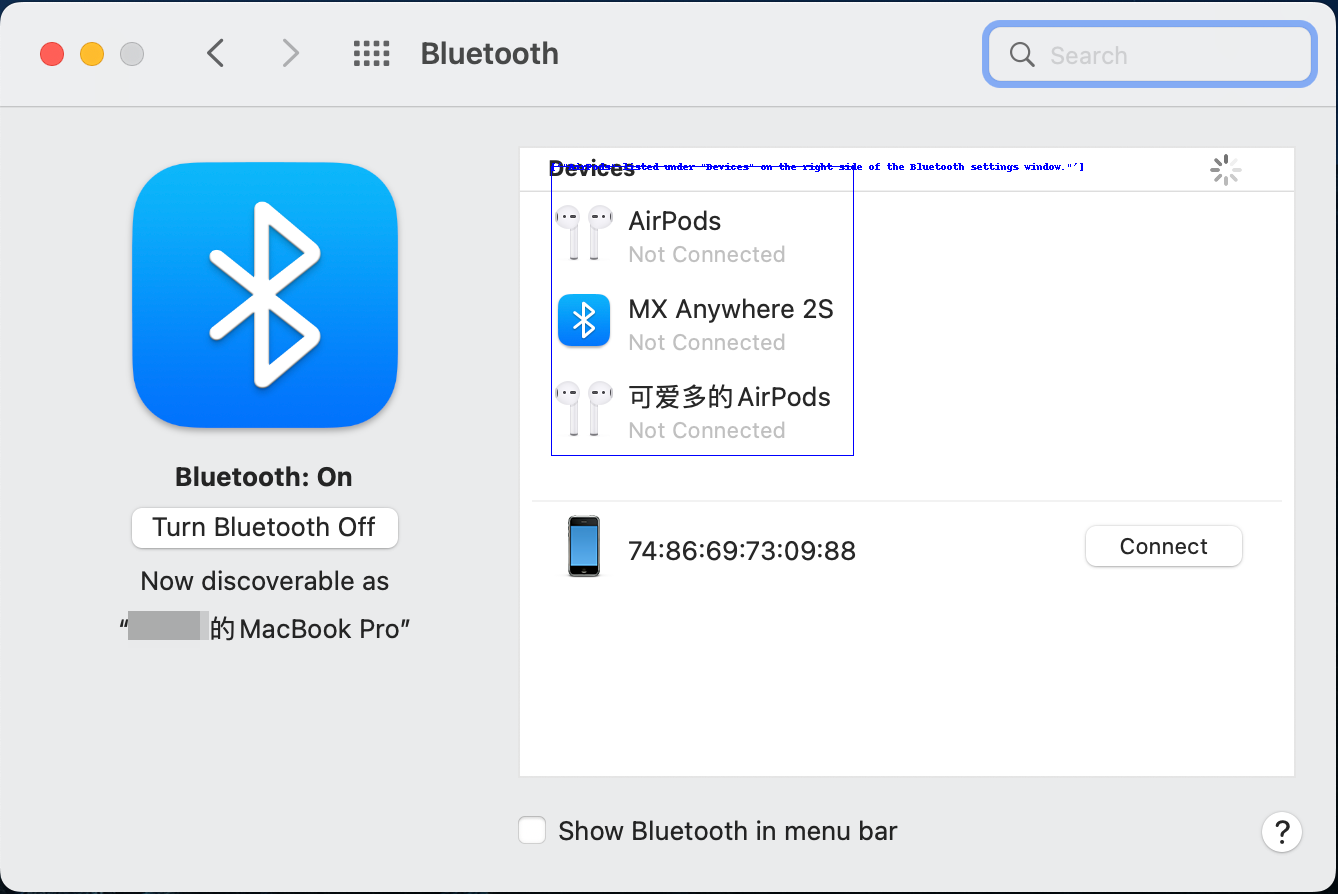 Bluetooth
Search
Devices
listed under "Devices" on the right side of the Bluetooth settings window."']
AirPods
Not Connected
MX Anywhere 2S
Not Connected
可爱多的AirPods
Not Connected
Bluetooth: On
Turn Bluetooth Off
Now discoverable as
“的MacBook Pro”
74:86:69:73:09:88
Connect
Show Bluetooth in menu bar
?